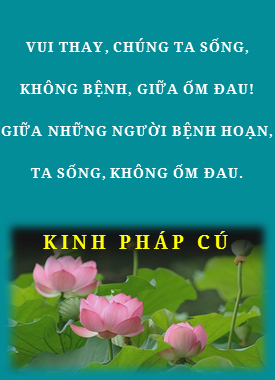 VUI THAY, CHÚNG TA SỐNG,
KHÔNG BỆNH, GIỮA ỐM ĐAU!
GIỮA NHỮNG NGƯỜI BỆNH HOẠN,
TA SỐNG, KHÔNG ỐM ĐAU.
KINH PHÁP CÚ